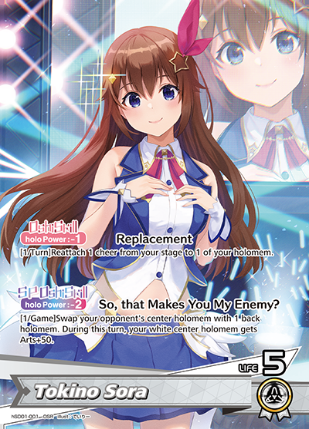 Oshi Skill
holo Power:-1
Replacement
[1/Turn]Reattach 1 cheer from your stage to 1 of your holomem.
SP Oshi Skill
holo Power:-2
So, that Makes You My Enemy?
[1/Game]Swap your opponent's center holomem with 1 back
holomem. During this turn, your white center holomem gets
Arts+50.
LIFE 5
Tokino Sora